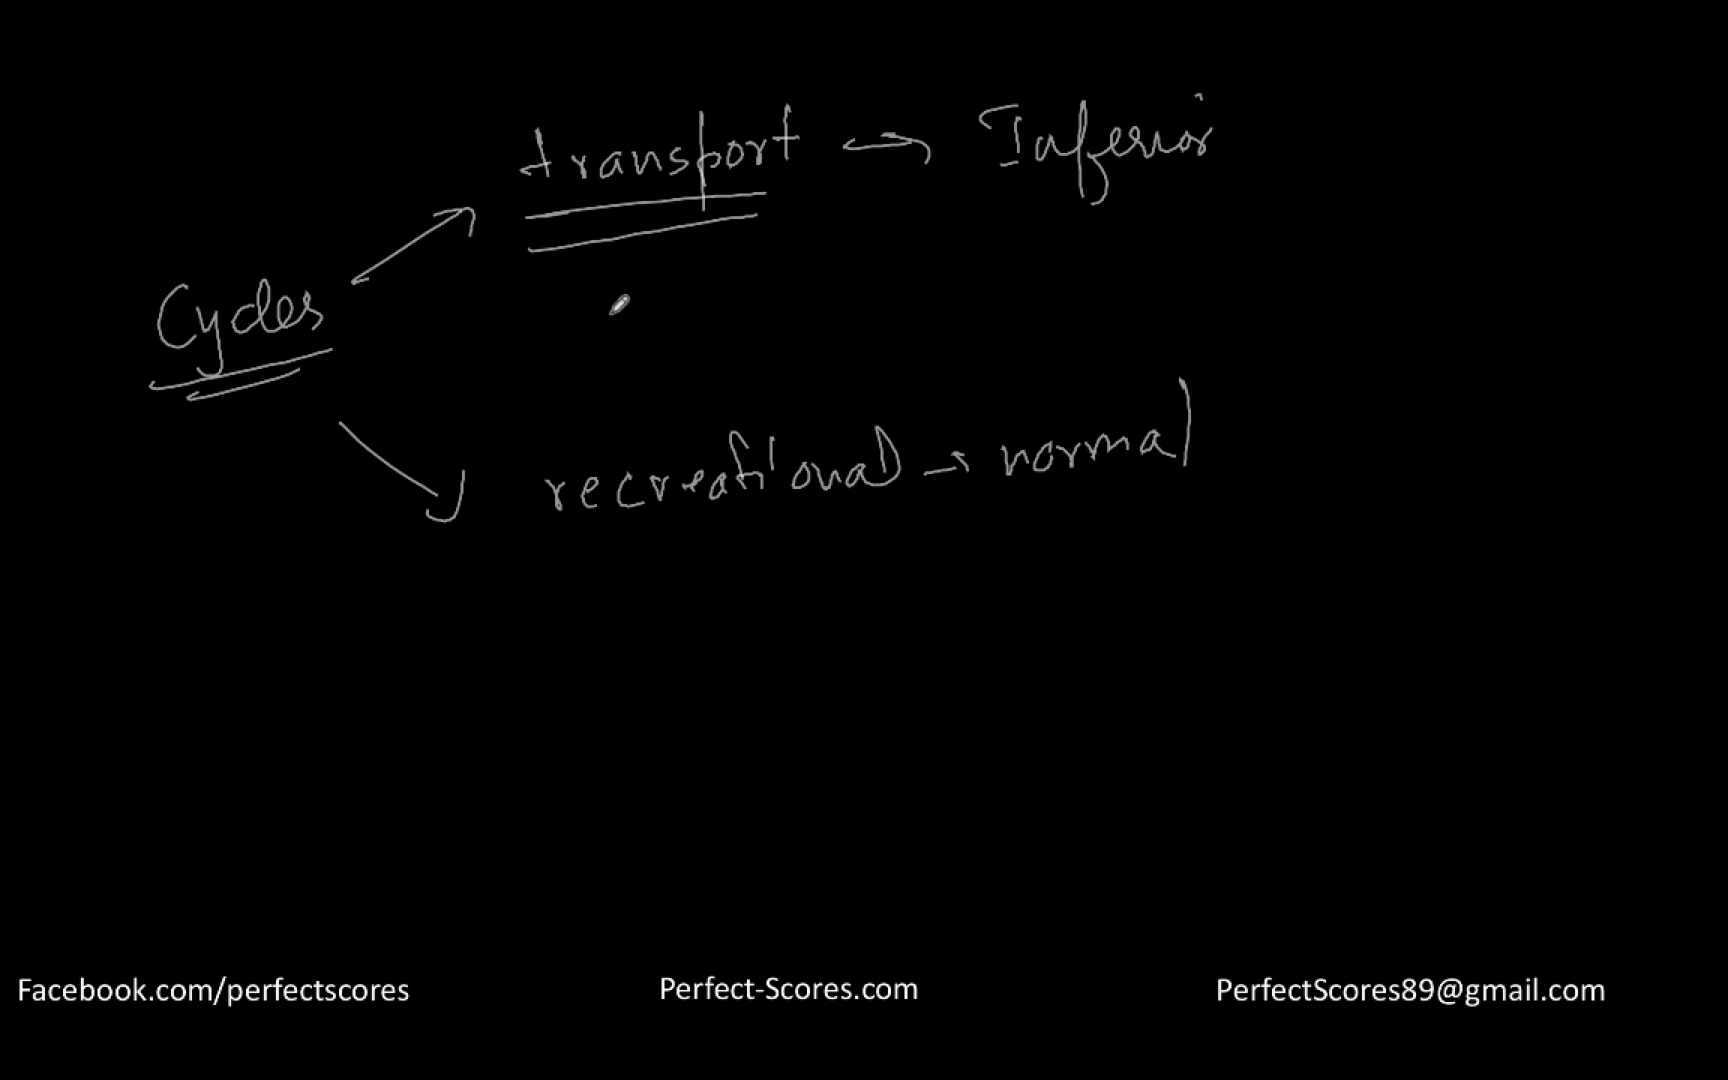 transport → Inferior
Cycles
recreational → normal
Facebook.com/perfectscores
Perfect-Scores.com
PerfectScores89@gmail.com